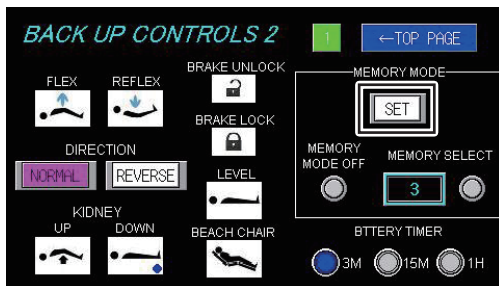 BACK UP CONTROLS 2
1
←TOP PAGE
FLEX
REFLEX
BRAKE UNLOCK
BRAKE LOCK
DIRECTION
NORMAL
REVERSE
LEVEL
KIDNEY
UP
DOWN
BEACH CHAIR
MEMORY MODE
SET
MEMORY
MODE OFF
MEMORY SELECT
3
BTTERY TIMER
3M
15M
1H